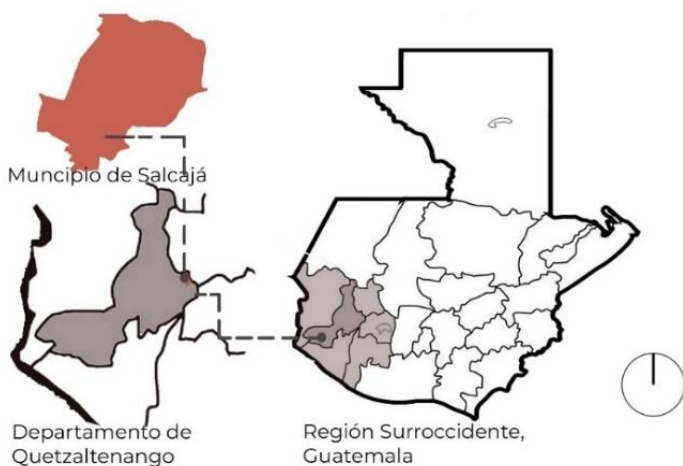 Muncipio de Salcajá
Departamento de
Quetzaltenango
Región Surroccidente,
Guatemala